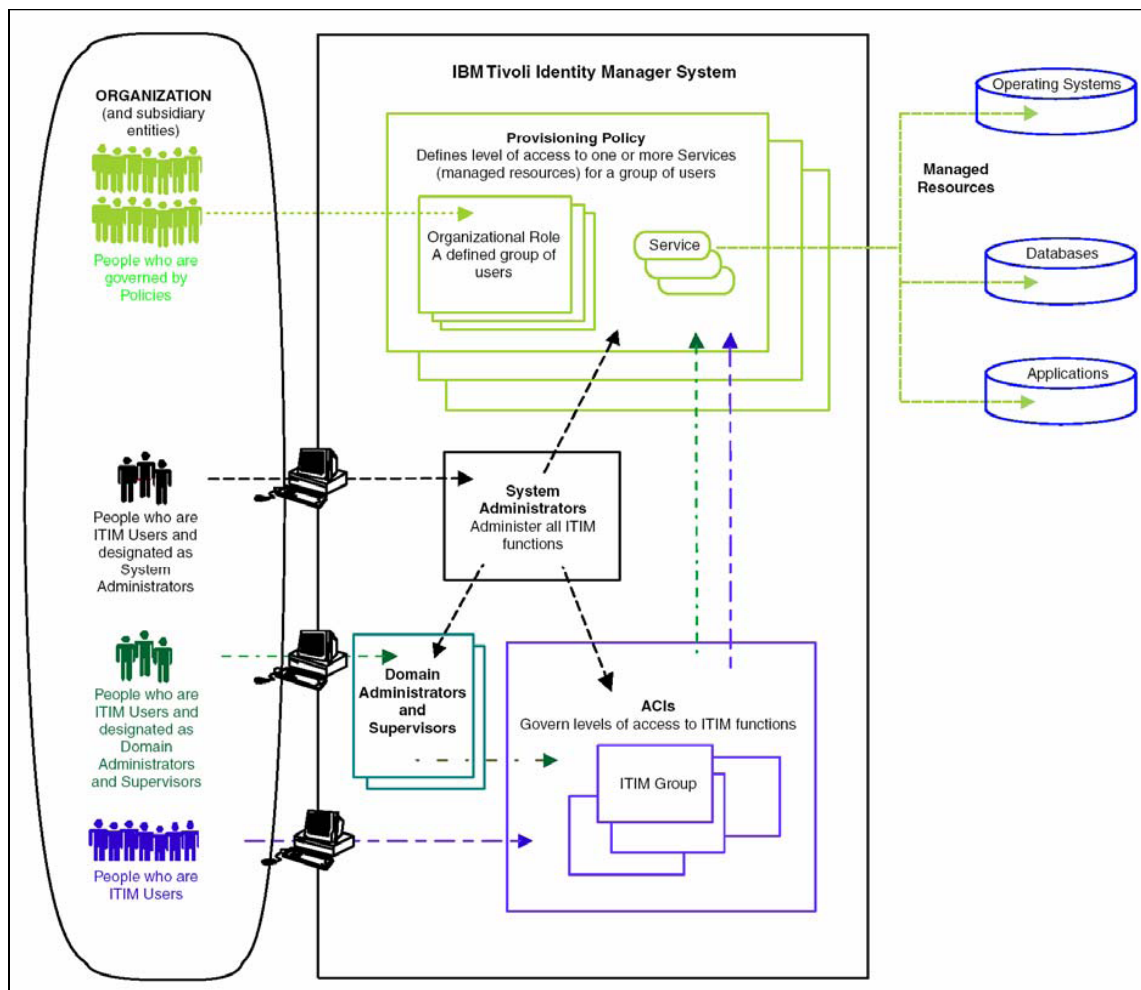 IBM Tivoli Identity Manager System
ORGANIZATION
(and subsidiary
entities)
People who are
governed by
Policies
Provisioning Policy
Defines level of access to one or more Services
(managed resources) for a group of users
Organizational Role
A defined group of
users
Service
Operating Systems
Managed
Resources
Databases
Applications
People who are
ITIM Users and
designated as
System
Administrators
System
Administrators
Administer all ITIM
functions
People who are
ITIM Users and
designated as
Domain
Administrators
and Supervisors
Domain
Administrators
and
Supervisors
ACIs
Govern levels of access to ITIM functions
ITIM Group
People who are
ITIM Users